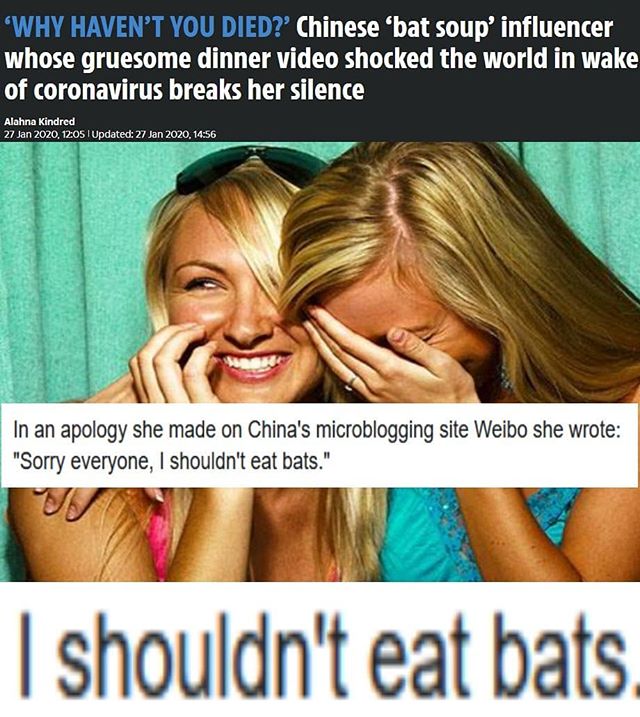 ‘WHY HAVEN’T YOU DIED?’ Chinese ‘bat soup’ influencer
whose gruesome dinner video shocked the world in wake
of coronavirus breaks her silence
Alahna Kindred
27 Jan 2020, 12:05 | Updated: 27 Jan 2020, 14:56
In an apology she made on China's microblogging site Weibo she wrote:
"Sorry everyone, I shouldn't eat bats."
I shouldn't eat bats.